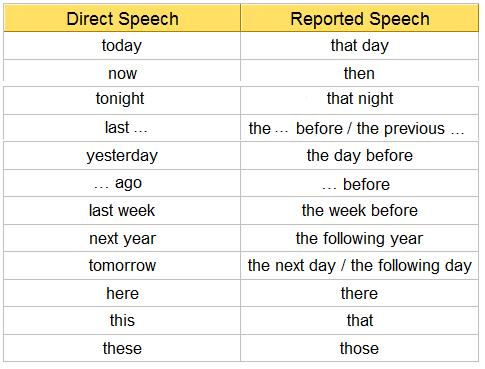 Direct Speech Reported Speech
today that day
now then
tonight that night
last ... the ... before / the previous ...
yesterday the day before
... ago ... before
last week the week before
next year the following year
tomorrow the next day / the following day
here there
this that
these those